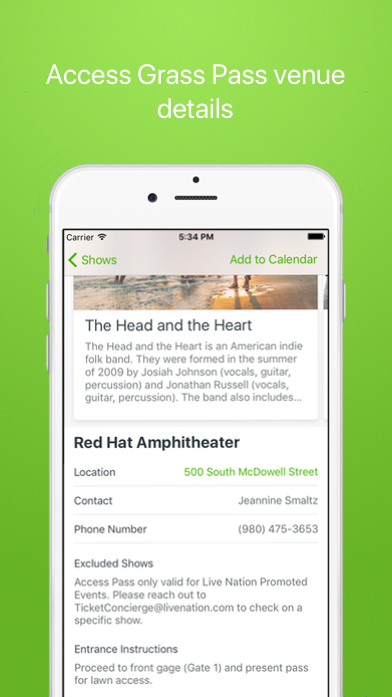 Access Grass Pass venue
details
Carrier 5:34 PM
Shows Add to Calendar
The Head and the Heart
The Head and the Heart is an American indie
folk band. They were formed in the summer
of 2009 by Josiah Johnson (vocals, guitar,
percussion) and Jonathan Russell (vocals,
guitar, percussion). The band also includes...
Red Hat Amphitheater
Location 500 South McDowell Street
Contact Jeannine Smaltz
Phone Number (980) 475-3653
Excluded Shows
Access Pass only valid for Live Nation Promoted
Events. Please reach out to
TicketConcierge@livenation.com to check on a
specific show.
Entrance Instructions
Proceed to front gage (Gate 1) and present pass
for lawn access.